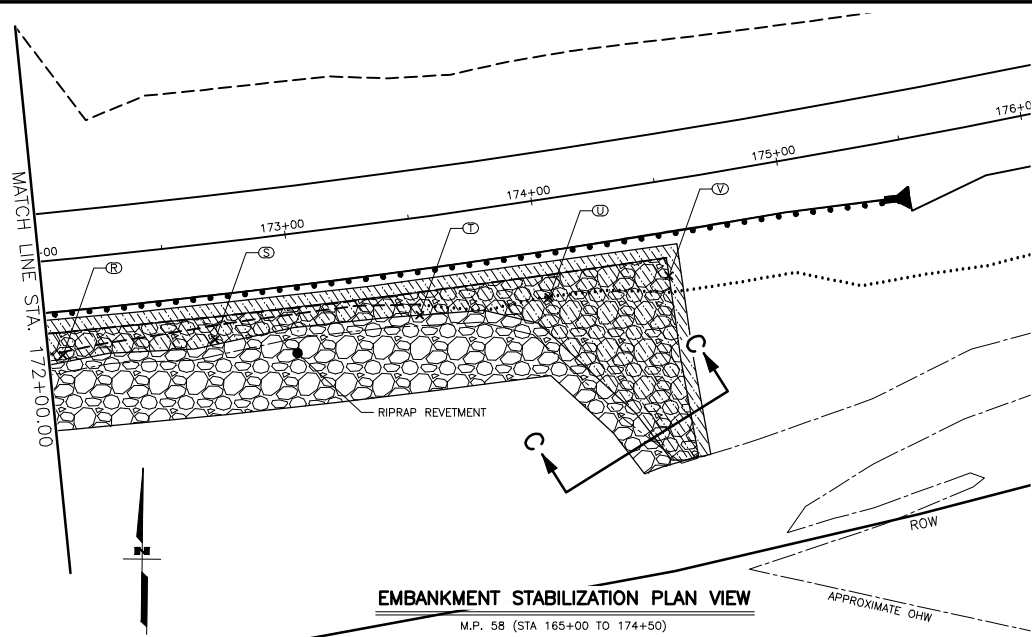 176+0
175+00
174+00
173+00
00
V
U
T
S
R
MATCH LINE STA. 172+00.00
C
C
RIPRAP REVETMENT
N
ROW
APPROXIMATE OHW
EMBANKMENT STABILIZATION PLAN VIEW
M.P. 58 (STA 165+00 TO 174+50)